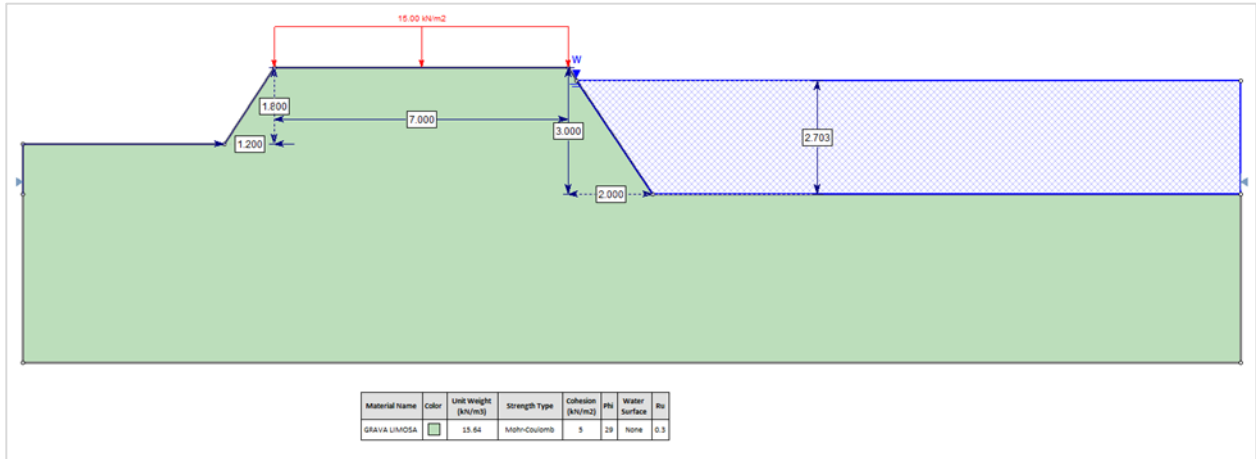 15.00 kN/m2
W
1.800
7.000
1.200
3.000
2.703
2.000
Material Name Color Unit Weight (kN/m3) Strength Type Cohesion (kN/m2) Phi Water Surface Ru
GRAVA LIMOSA 15.64 Mohr-Coulomb 5 29 None 0.3